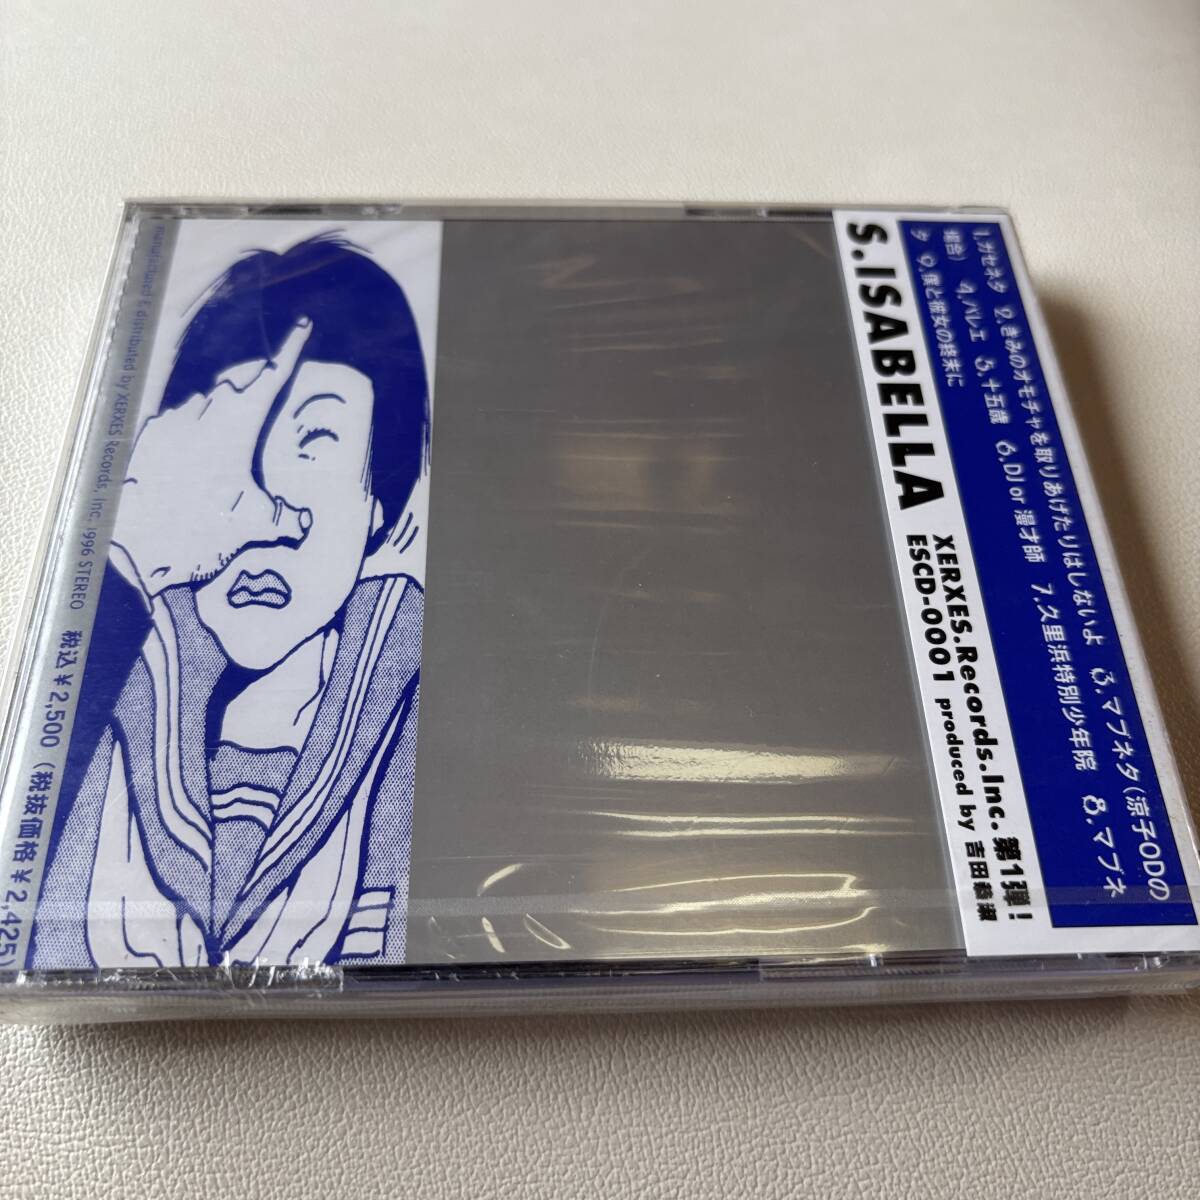 1.ガセネタ 2.きみのオモチャを取りあげたりはしないよ 3.マブネタ(涼子ODの
場合) 4.バレエ 5.十五歳 6.DJ or 漫才師 7.久里浜特別少年院 8.マブネ
タ 9.僕と彼女の終末に
S.ISABELLA
XERXES.Records.Inc.第1弾!
ESCD-0001 produced by 吉田
manufactured & distributed by XERXES Records, Inc. 1996 STEREO 税込¥2,500(税抜価格¥2,425)